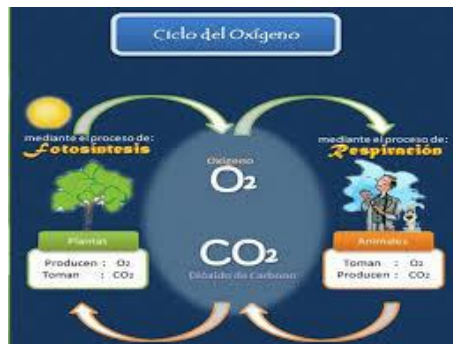 Ciclo del Oxígeno
mediante el proceso de:
Fotosíntesis
Plantas
Producen : O₂
Toman : CO₂
Oxígeno
O₂
CO₂
Dióxido de Carbono
mediante el proceso de:
Respiración
Animales
Toman : O₂
Producen : CO₂